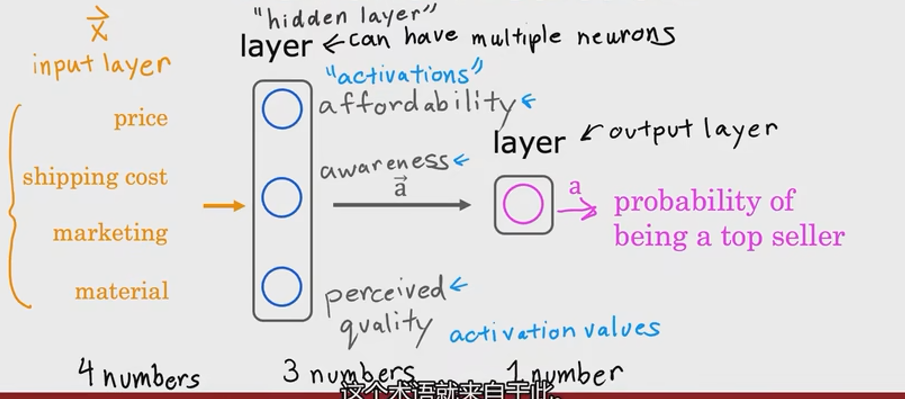 x
input layer
price
shipping cost
marketing
material
4 numbers
"hidden layer"
layer ← can have multiple neurons
"activations"
affordability ←
awareness ←
a
perceived ←
quality
activation values
3 numbers
layer ← output layer
a
probability of
being a top seller
1 number
这个术语就来自于此